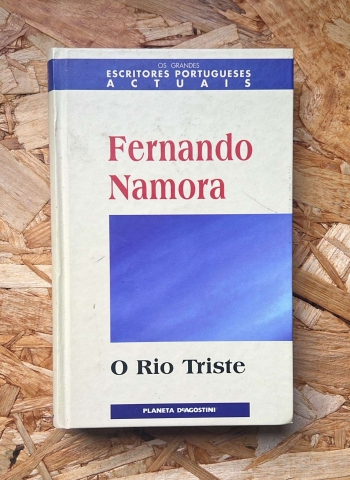 OS GRANDES
ESCRITORES PORTUGUESES
ACTUAIS
Fernando
Namora
O Rio Triste
PLANETA DEAGOSTINI